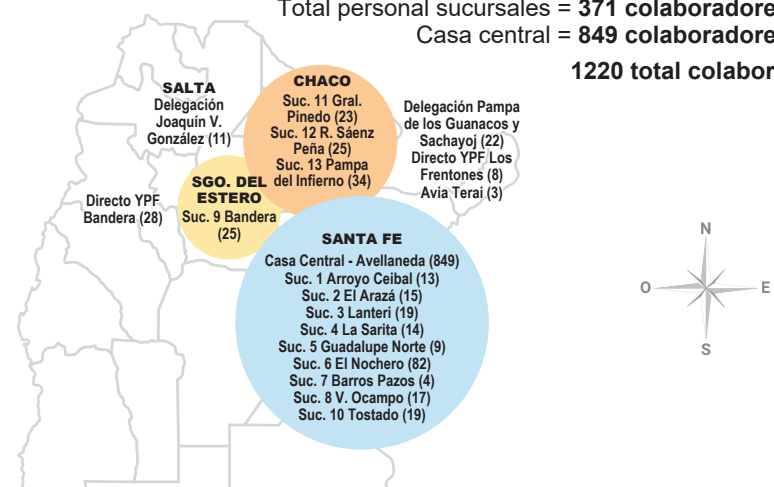 Total personal sucursales = 371 colaboradore
Casa central = 849 colaboradore
1220 total colabor
SALTA
Delegación
Joaquín V.
González (11)
CHACO
Suc. 11 Gral.
Pinedo (23)
Suc. 12 R. Sáenz
Peña (25)
Suc. 13 Pampa
del Infierno (34)
Delegación Pampa
de los Guanacos y
Sachayoj (22)
Directo YPF Los
Frentones (8)
Avia Terai (3)
Directo YPF
Bandera (28)
SGO. DEL
ESTERO
Suc. 9 Bandera
(25)
SANTA FE
Casa Central - Avellaneda (849)
Suc. 1 Arroyo Ceibal (13)
Suc. 2 El Arazá (15)
Suc. 3 Lanteri (19)
Suc. 4 La Sarita (14)
Suc. 5 Guadalupe Norte (9)
Suc. 6 El Nochero (82)
Suc. 7 Barros Pazos (4)
Suc. 8 V. Ocampo (17)
Suc. 10 Tostado (19)
N
O
E
S